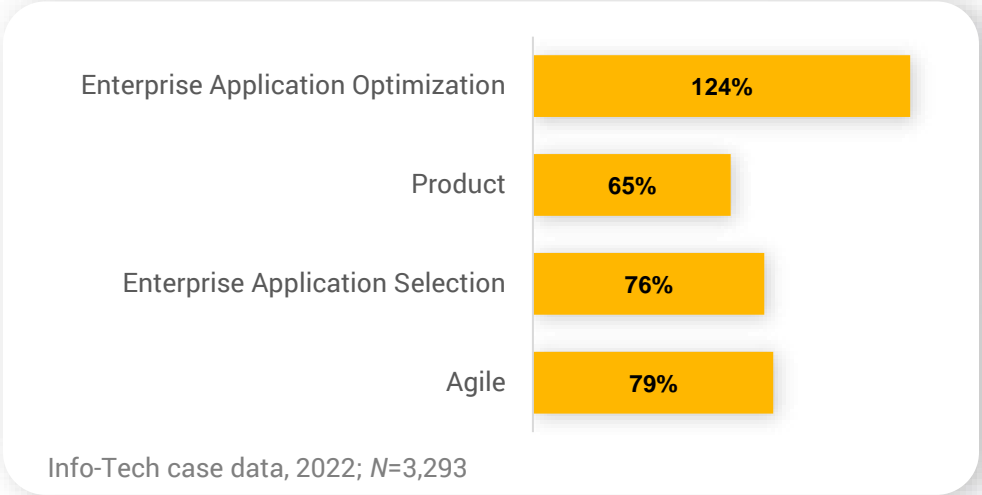 Enterprise Application Optimization 124%
Product 65%
Enterprise Application Selection 76%
Agile 79%
Info-Tech case data, 2022; N=3,293